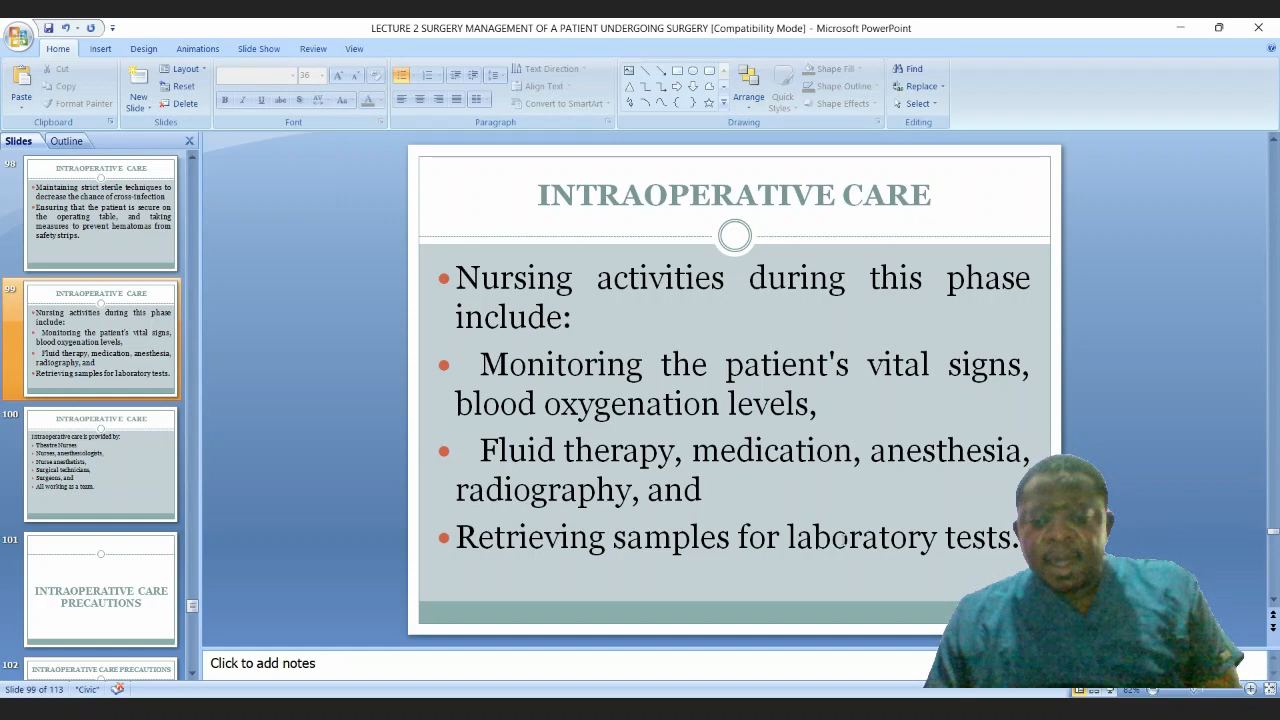 LECTURE 2 SURGERY MANAGEMENT OF A PATIENT UNDERGOING SURGERY [Compatibility Mode] - Microsoft PowerPoint
Home Insert Design Animations Slide Show Review View
Paste
Cut
Copy
Format Painter
Clipboard
New
Slide
Layout
Reset
Delete
Slides
36
B I U abc S AV Aa A
Font
Text Direction
Align Text
Convert to SmartArt
Paragraph
Arrange
Quick
Styles
Shape Fill
Shape Outline
Shape Effects
Drawing
Find
Replace
Select
Editing
Slides Outline
98
INTRAOPERATIVE CARE
•Maintaining strict sterile techniques to
decrease the chance of cross-infection
•Ensuring that the patient is secure on
the operating table, and taking
measures to prevent hematomas from
safety strips.
99
INTRAOPERATIVE CARE
•Nursing activities during this phase
include:
• Monitoring the patient's vital signs,
blood oxygenation levels,
• Fluid therapy, medication, anesthesia,
radiography, and
•Retrieving samples for laboratory tests.
100
INTRAOPERATIVE CARE
Intraoperative care is provided by:
• Theatre Nurses
• Nurses, anesthesiologists,
• Nurse anesthetists,
• Surgical technicians,
• Surgeons, and
• All working as a team.
101
INTRAOPERATIVE CARE
PRECAUTIONS
102
INTRAOPERATIVE CARE PRECAUTIONS
INTRAOPERATIVE CARE
•Nursing activities during this phase
include:
• Monitoring the patient's vital signs,
blood oxygenation levels,
• Fluid therapy, medication, anesthesia,
radiography, and
•Retrieving samples for laboratory tests.
Click to add notes
Slide 99 of 113 "Civic" 82%